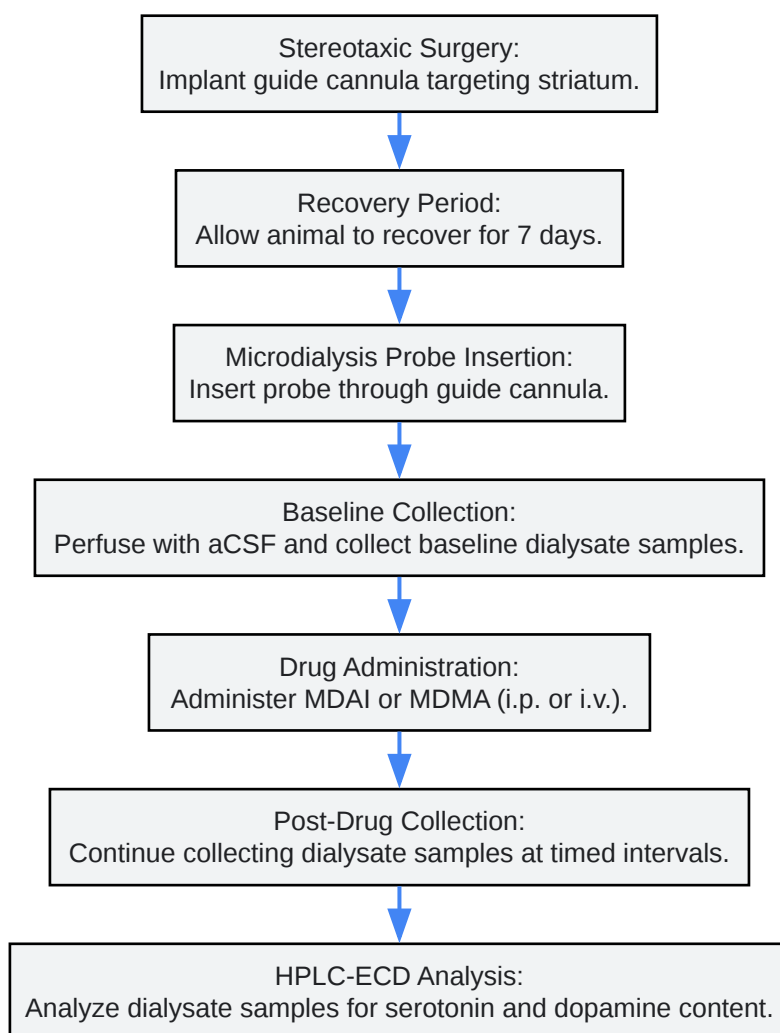 Stereotaxic Surgery:
Implant guide cannula targeting striatum.
Recovery Period:
Allow animal to recover for 7 days.
Microdialysis Probe Insertion:
Insert probe through guide cannula.
Baseline Collection:
Perfuse with aCSF and collect baseline dialysate samples.
Drug Administration:
Administer MDAI or MDMA (i.p. or i.v.).
Post-Drug Collection:
Continue collecting dialysate samples at timed intervals.
HPLC-ECD Analysis:
Analyze dialysate samples for serotonin and dopamine content.